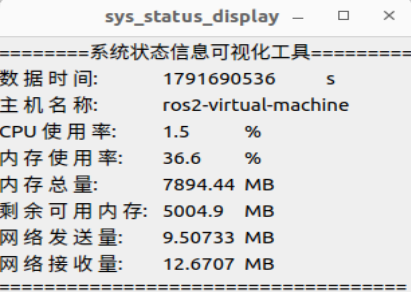 sys_status_display
========系统状态信息可视化工具=========
数 据 时 间: 1791690536 s
主 机 名 称: ros2-virtual-machine
CPU 使 用 率: 1.5 %
内 存 使 用 率: 36.6 %
内 存 总 量: 7894.44 MB
剩 余 可 用 内 存: 5004.9 MB
网 络 发 送 量: 9.50733 MB
网 络 接 收 量: 12.6707 MB
====================================